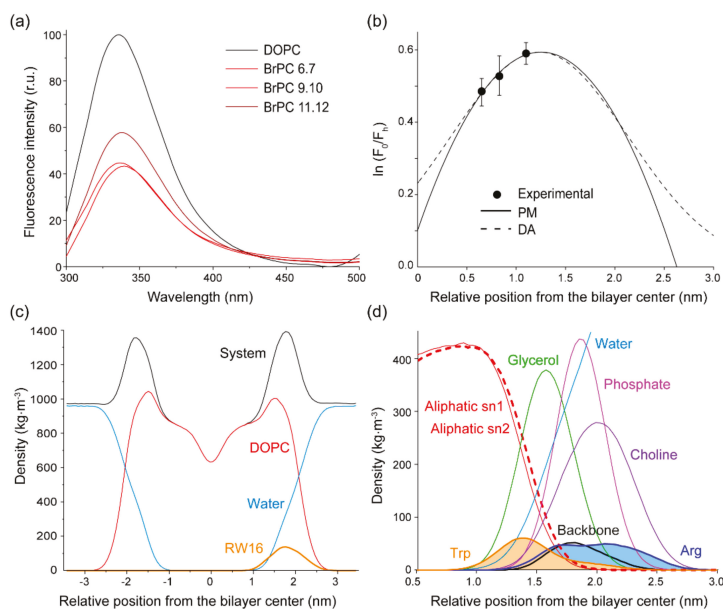 (a)
Fluorescence intensity (r.u.)
100
80
60
40
20
0
DOPC
BrPC 6.7
BrPC 9.10
BrPC 11.12
300 350 400 450 500
Wavelength (nm)
(b)
ln (F₀/Fₕ)
0.6
0.4
0.2
0.0
Experimental
PM
DA
0 0.5 1.0 1.5 2.0 2.5 3.0
Relative position from the bilayer center (nm)
(c)
Density (kg·m⁻³)
1400
1200
1000
800
600
400
200
0
System
DOPC
Water
RW16
-3 -2 -1 0 1 2 3
Relative position from the bilayer center (nm)
(d)
Density (kg·m⁻³)
400
300
200
100
50
0
Water
Glycerol
Phosphate
Aliphatic sn1
Aliphatic sn2
Choline
Backbone
Trp
Arg
0.5 1.0 1.5 2.0 2.5 3.0
Relative position from the bilayer center (nm)